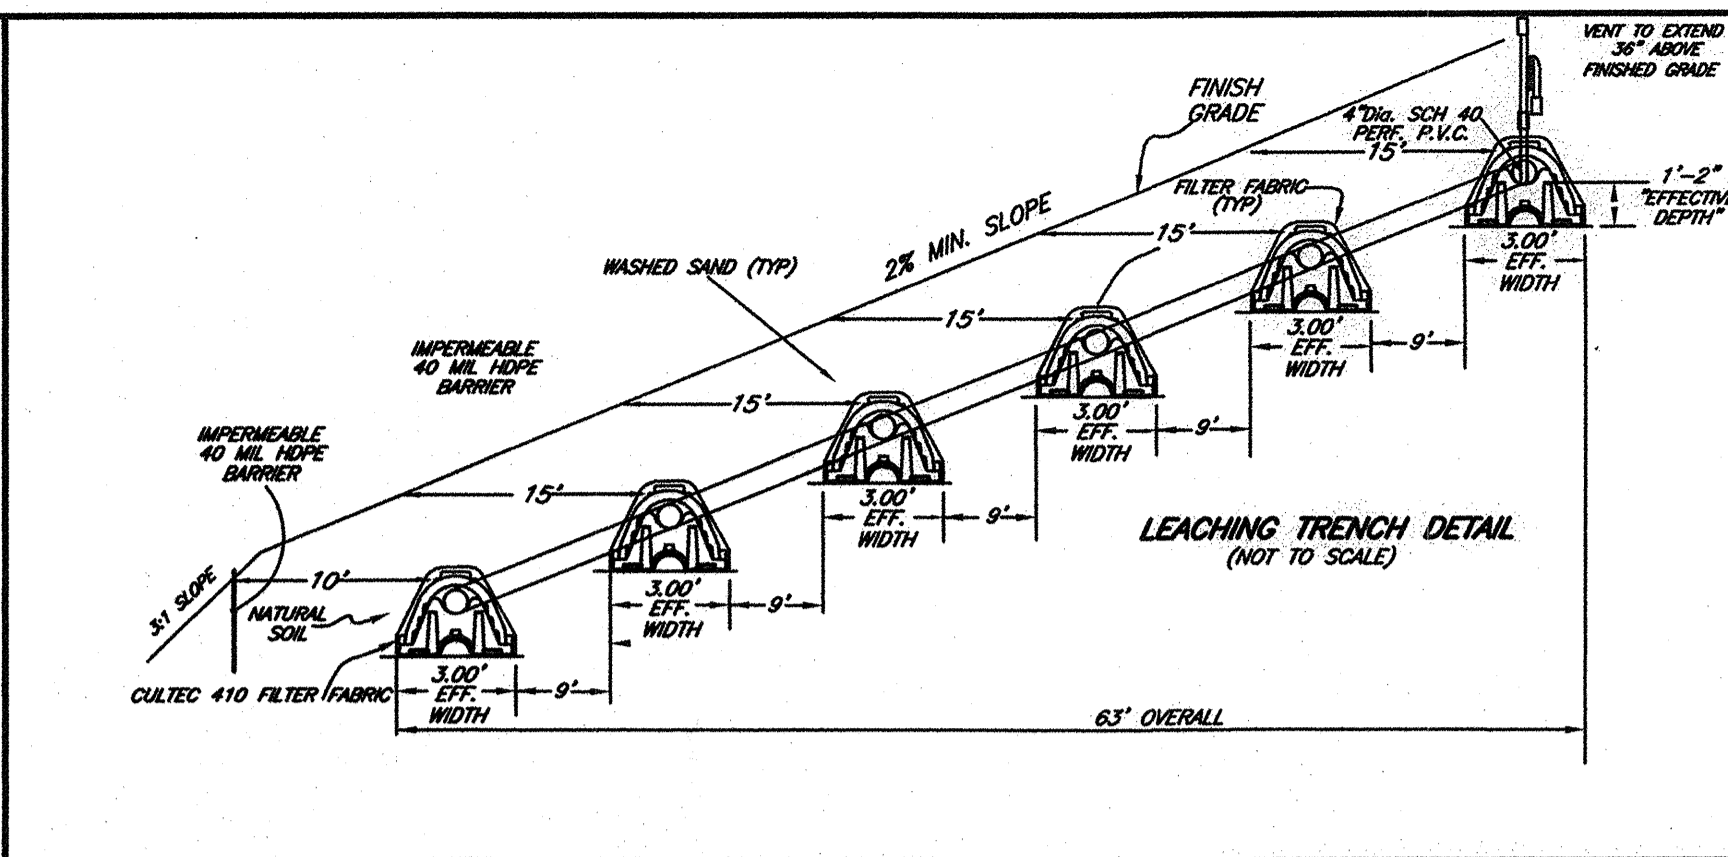 VENT TO EXTEND
36" ABOVE
FINISHED GRADE
FINISH
GRADE
4"Dia. SCH 40
PERF. P.V.C.
15'
1'-2"
"EFFECTIVE
DEPTH"
FILTER FABRIC
(TYP)
2% MIN. SLOPE
15'
3.00'
EFF.
WIDTH
WASHED SAND (TYP)
15'
3.00'
EFF.
WIDTH
9'
IMPERMEABLE
40 MIL HDPE
BARRIER
15'
3.00'
EFF.
WIDTH
9'
IMPERMEABLE
40 MIL HDPE
BARRIER
15'
3.00'
EFF.
WIDTH
9'
LEACHING TRENCH DETAIL
(NOT TO SCALE)
3:1 SLOPE
10'
NATURAL
SOIL
3.00'
EFF.
WIDTH
9'
CULTEC 410 FILTER FABRIC
3.00'
EFF.
WIDTH
9'
63' OVERALL